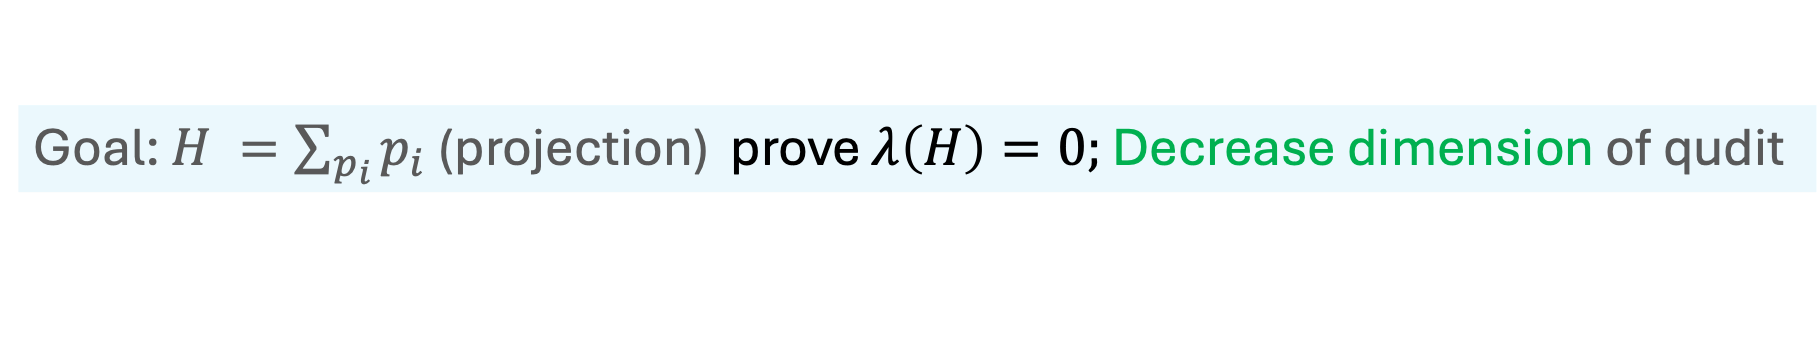 Goal: 𝐻 = ∑_{𝑝_𝑖} 𝑝_𝑖 (projection) prove 𝜆(𝐻) = 0; Decrease dimension of qudit